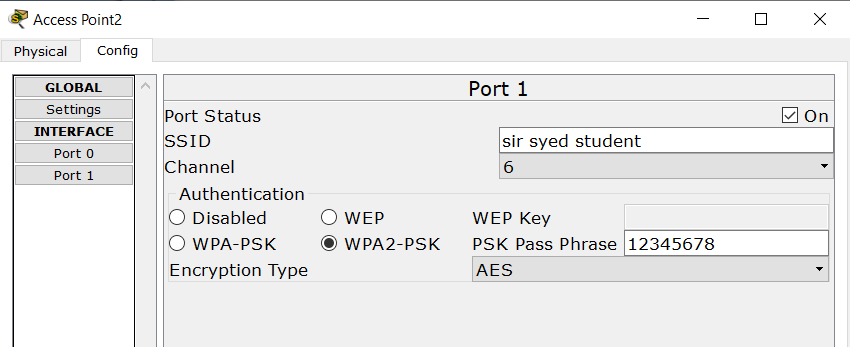 Access Point2
Physical Config
GLOBAL
Settings
INTERFACE
Port 0
Port 1
Port 1
Port Status On
SSID sir syed student
Channel 6
Authentication
Disabled WEP WEP Key
WPA-PSK WPA2-PSK PSK Pass Phrase 12345678
Encryption Type AES